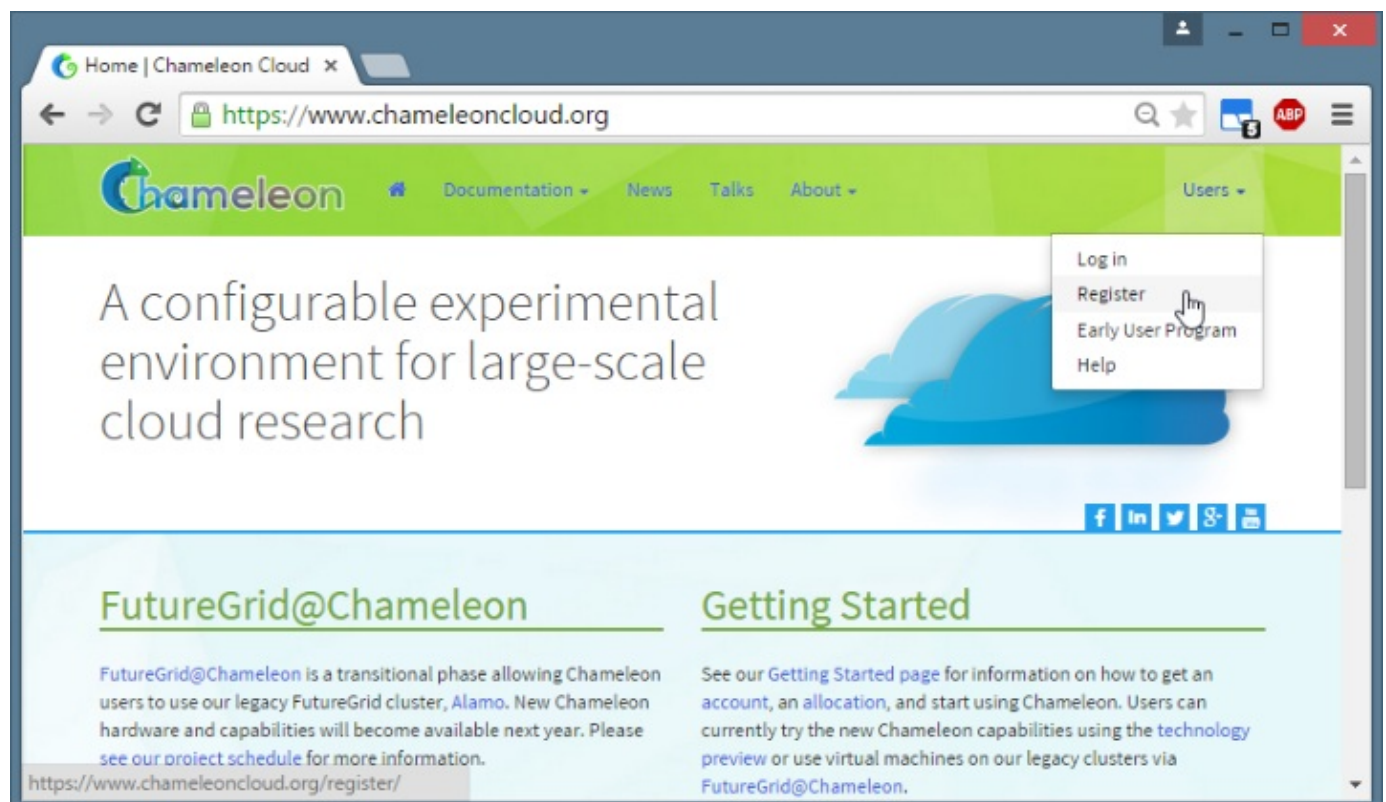 Home | Chameleon Cloud
https://www.chameleoncloud.org
5
ABP
Chameleon
Documentation
News
Talks
About
Users
Log in
Register
Early User Program
Help
A configurable experimental
environment for large-scale
cloud research
FutureGrid@Chameleon
FutureGrid@Chameleon is a transitional phase allowing Chameleon
users to use our legacy FutureGrid cluster, Alamo. New Chameleon
hardware and capabilities will become available next year. Please
see our project schedule for more information.
Getting Started
See our Getting Started page for information on how to get an
account, an allocation, and start using Chameleon. Users can
currently try the new Chameleon capabilities using the technology
preview or use virtual machines on our legacy clusters via
FutureGrid@Chameleon.
https://www.chameleoncloud.org/register/